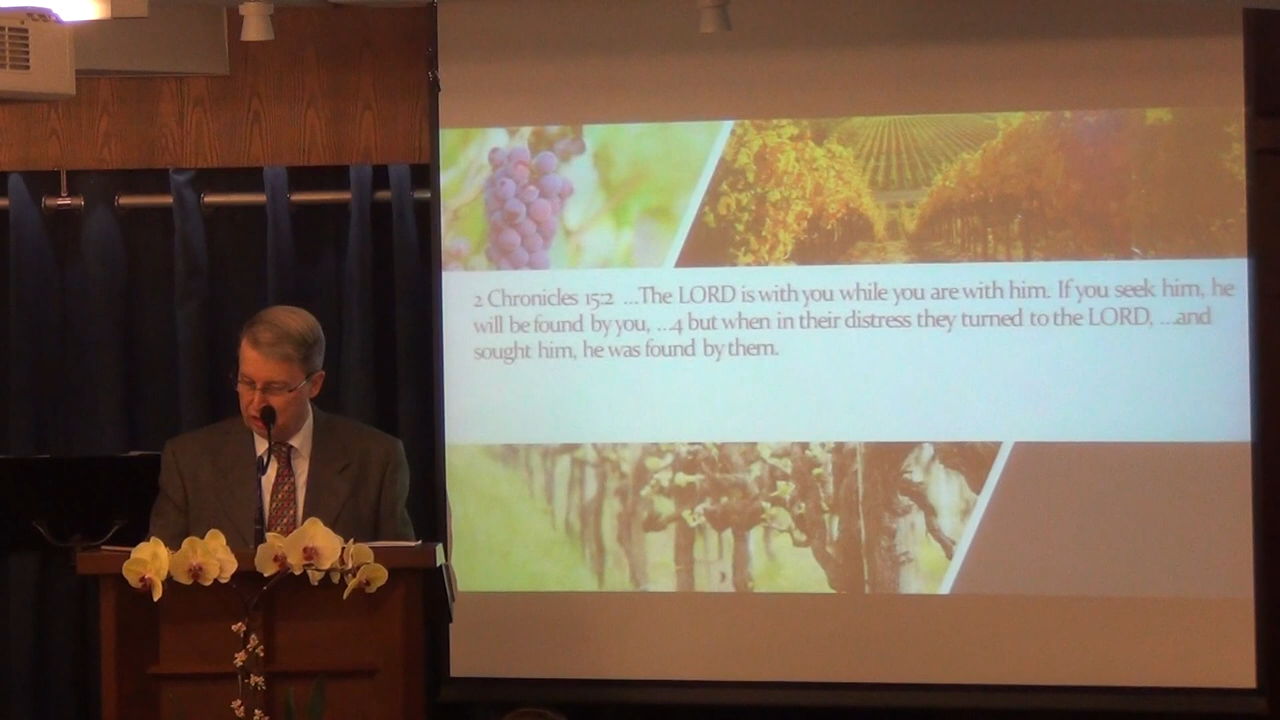 2 Chronicles 15:2 ...The LORD is with you while you are with him. If you seek him, he
will be found by you, ...4 but when in their distress they turned to the LORD, ...and
sought him, he was found by them.